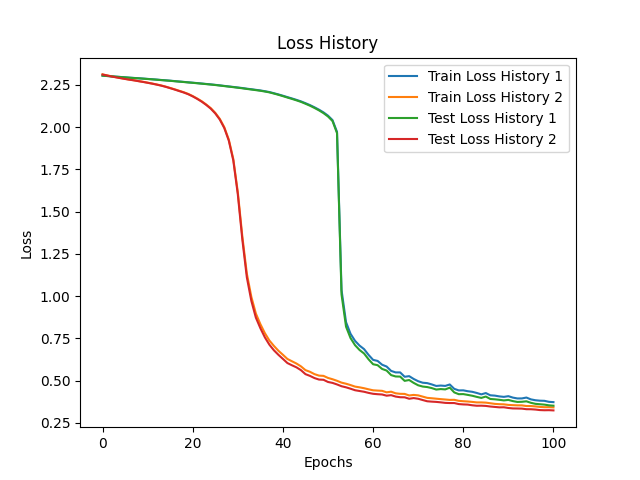 Loss History
Train Loss History 1
Train Loss History 2
Test Loss History 1
Test Loss History 2
Loss
2.25
2.00
1.75
1.50
1.25
1.00
0.75
0.50
0.25
0 20 40 60 80 100
Epochs